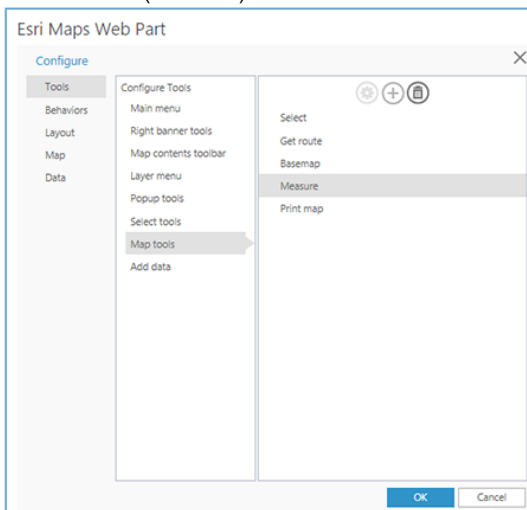 Esri Maps Web Part
Configure
Tools
Behaviors
Layout
Map
Data
Configure Tools
Main menu
Right banner tools
Map contents toolbar
Layer menu
Popup tools
Select tools
Map tools
Add data
Select
Get route
Basemap
Measure
Print map
OK
Cancel